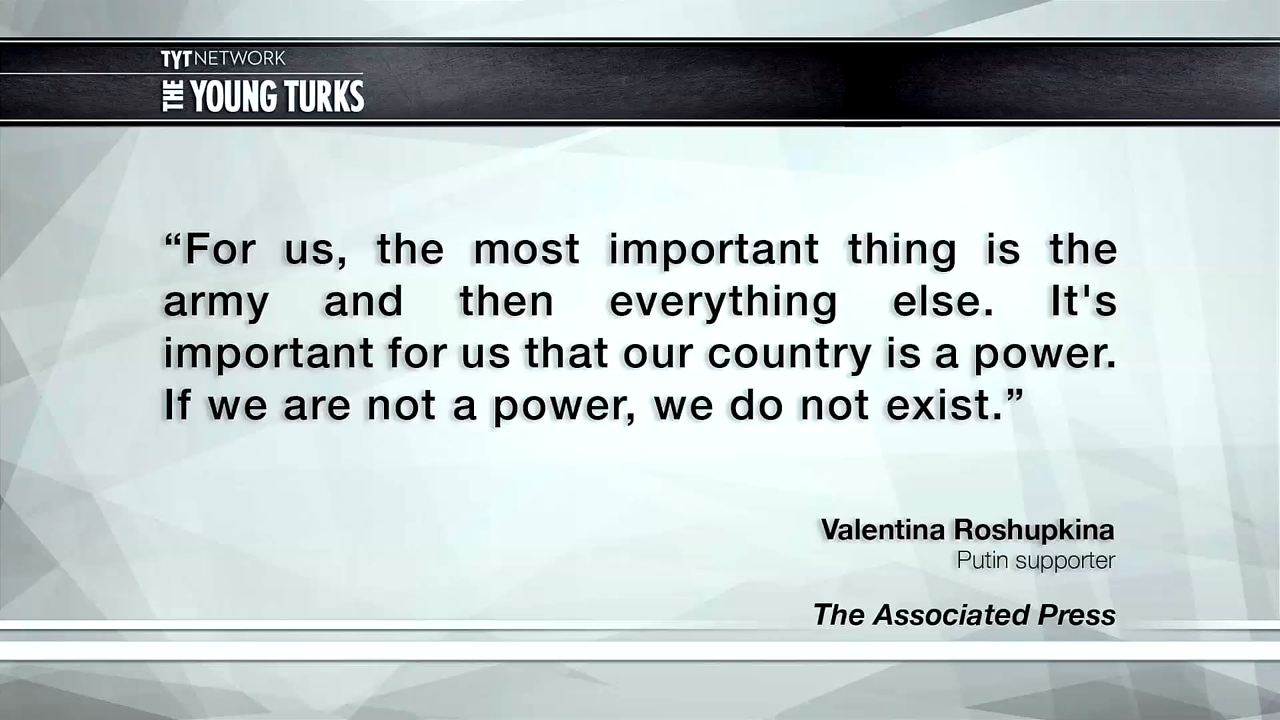 TYTNETWORK
THE YOUNG TURKS
“For us, the most important thing is the
army and then everything else. It's
important for us that our country is a power.
If we are not a power, we do not exist.”
Valentina Roshupkina
Putin supporter
The Associated Press